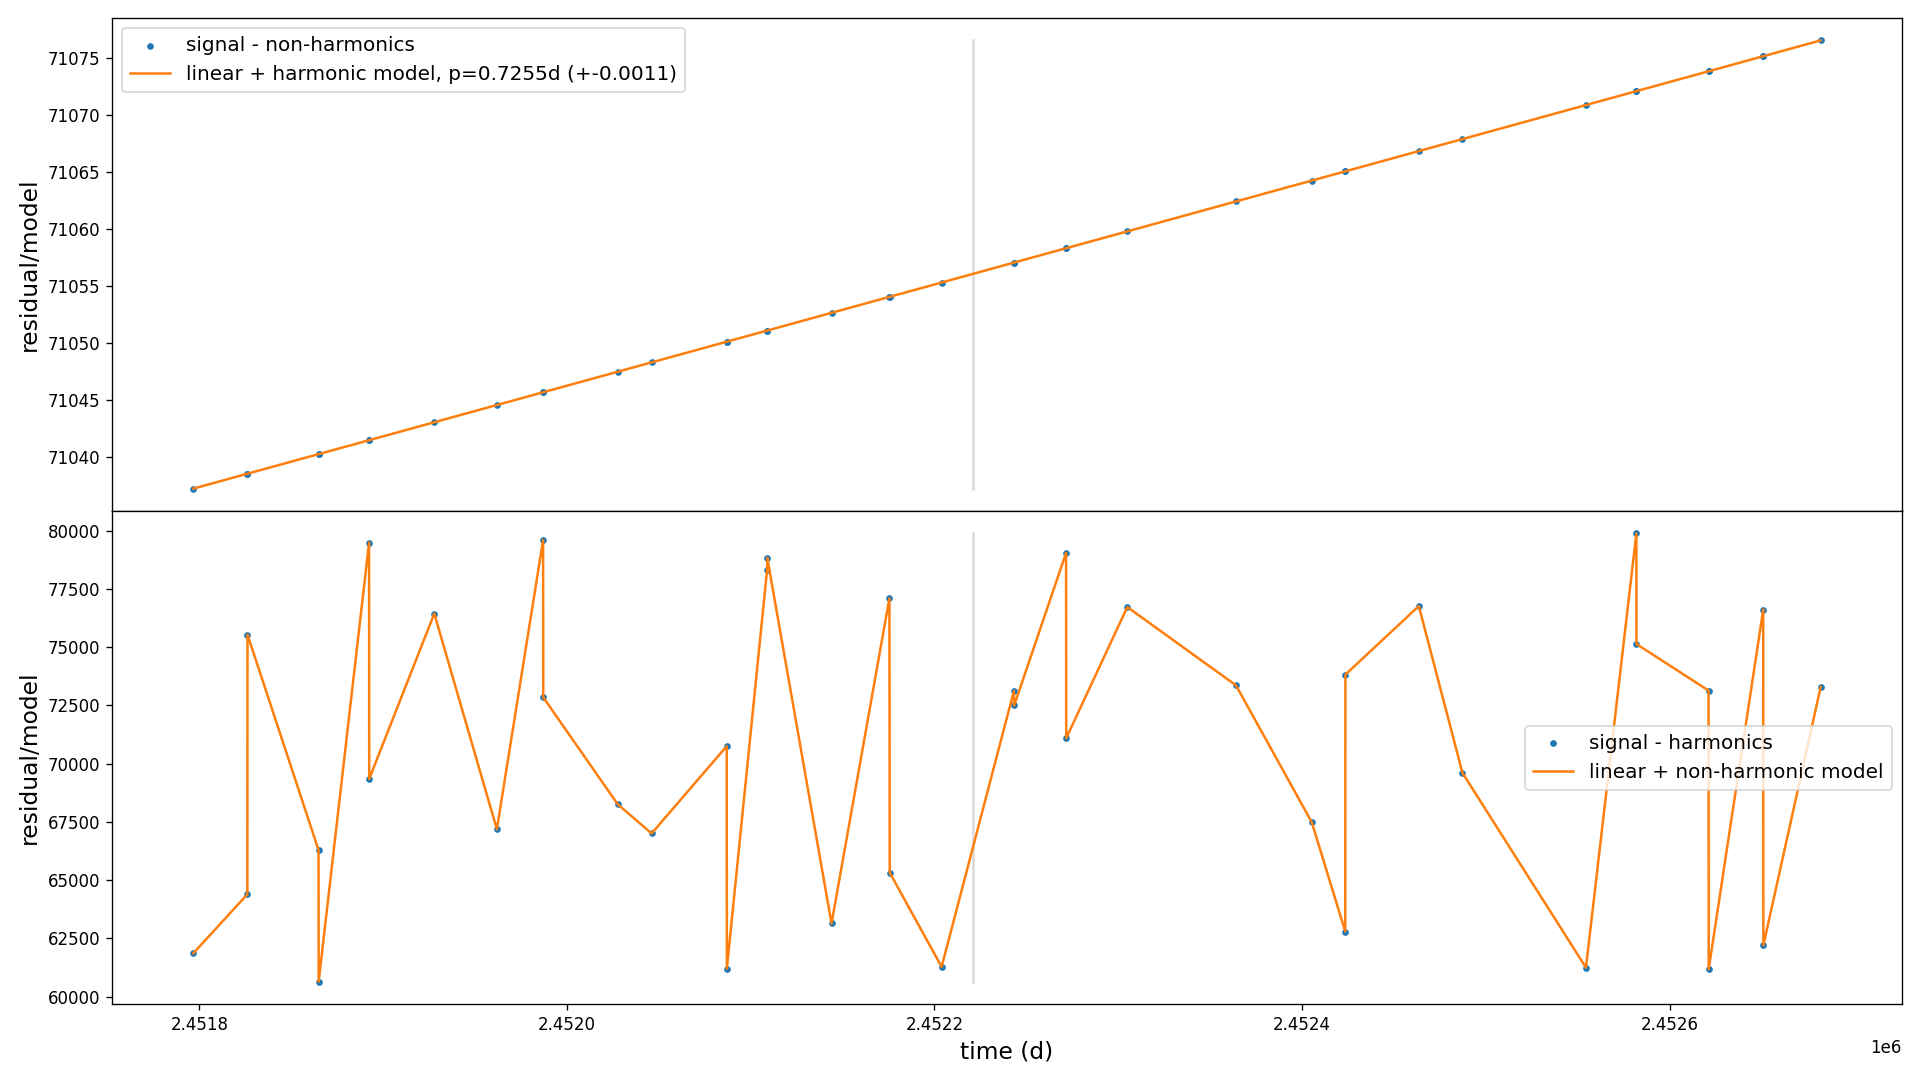 signal - non-harmonics
linear + harmonic model, p=0.7255d (+-0.0011)
71075
71070
71065
71060
71055
71050
71045
71040
residual/model
80000
77500
75000
72500
70000
67500
65000
62500
60000
residual/model
signal - harmonics
linear + non-harmonic model
2.4518
2.4520
2.4522
2.4524
2.4526
1e6
time (d)